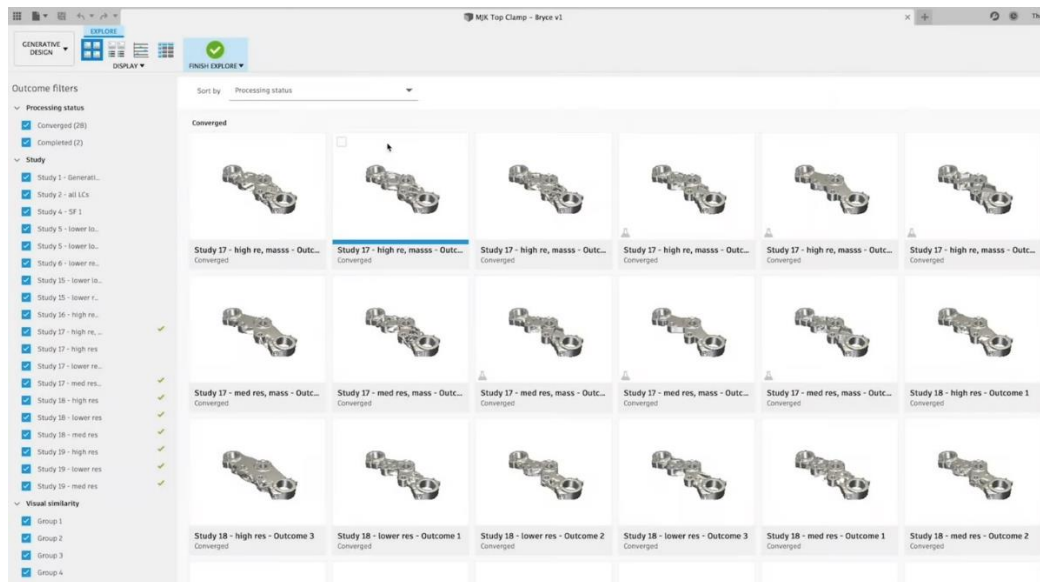 MJK Top Clamp - Bryce v1
EXPLORE
GENERATIVE
DESIGN
DISPLAY
FINISH EXPLORE
Outcome filters
Sort by Processing status
Processing status
Converged (28)
Completed (2)
Study
Study 1 - Generati...
Study 2 - all LCs
Study 4 - SF 1
Study 5 - lower lo...
Study 5 - lower lo...
Study 6 - lower re...
Study 15 - lower lo...
Study 15 - lower r...
Study 16 - high re...
Study 17 - high re, ...
Study 17 - high res
Study 17 - lower re...
Study 17 - med res...
Study 18 - high res
Study 18 - lower res
Study 18 - med res
Study 19 - high res
Study 19 - lower res
Study 19 - med res
Visual similarity
Group 1
Group 2
Group 3
Group 4
Converged
Study 17 - high re, masss - Outc...
Converged
Study 17 - high re, masss - Outc...
Converged
Study 17 - high re, masss - Outc...
Converged
Study 17 - high re, masss - Outc...
Converged
Study 17 - high re, masss - Outc...
Converged
Study 17 - high re, masss - Outc...
Converged
Study 17 - med res, mass - Outc...
Converged
Study 17 - med res, mass - Outc...
Converged
Study 17 - med res, mass - Outc...
Converged
Study 17 - med res, mass - Outc...
Converged
Study 17 - med res, mass - Outc...
Converged
Study 18 - high res - Outcome 1
Converged
Study 18 - high res - Outcome 3
Converged
Study 18 - lower res - Outcome 1
Converged
Study 18 - lower res - Outcome 2
Converged
Study 18 - lower res - Outcome 3
Converged
Study 18 - med res - Outcome 1
Converged
Study 18 - med res - Outcome 2
Converged